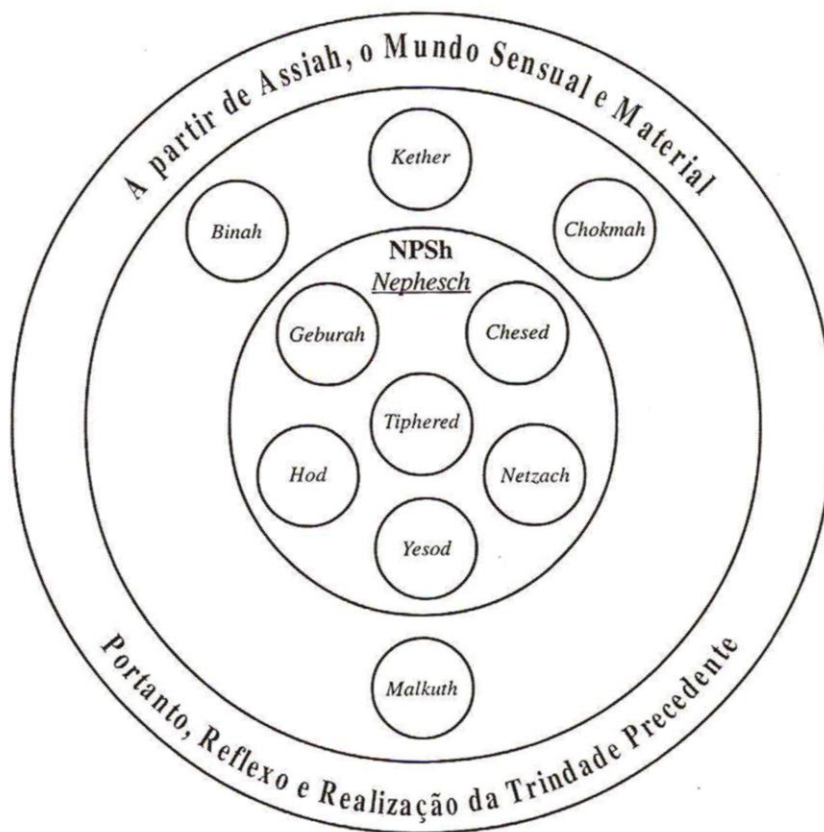 A partir de Assiah, o Mundo Sensual e Material
Kether
Binah
Chokmah
NPSh
Nephesch
Geburah
Chesed
Tiphered
Hod
Netzach
Yesod
Malkuth
Portanto, Reflexo e Realização da Trindade Precedente